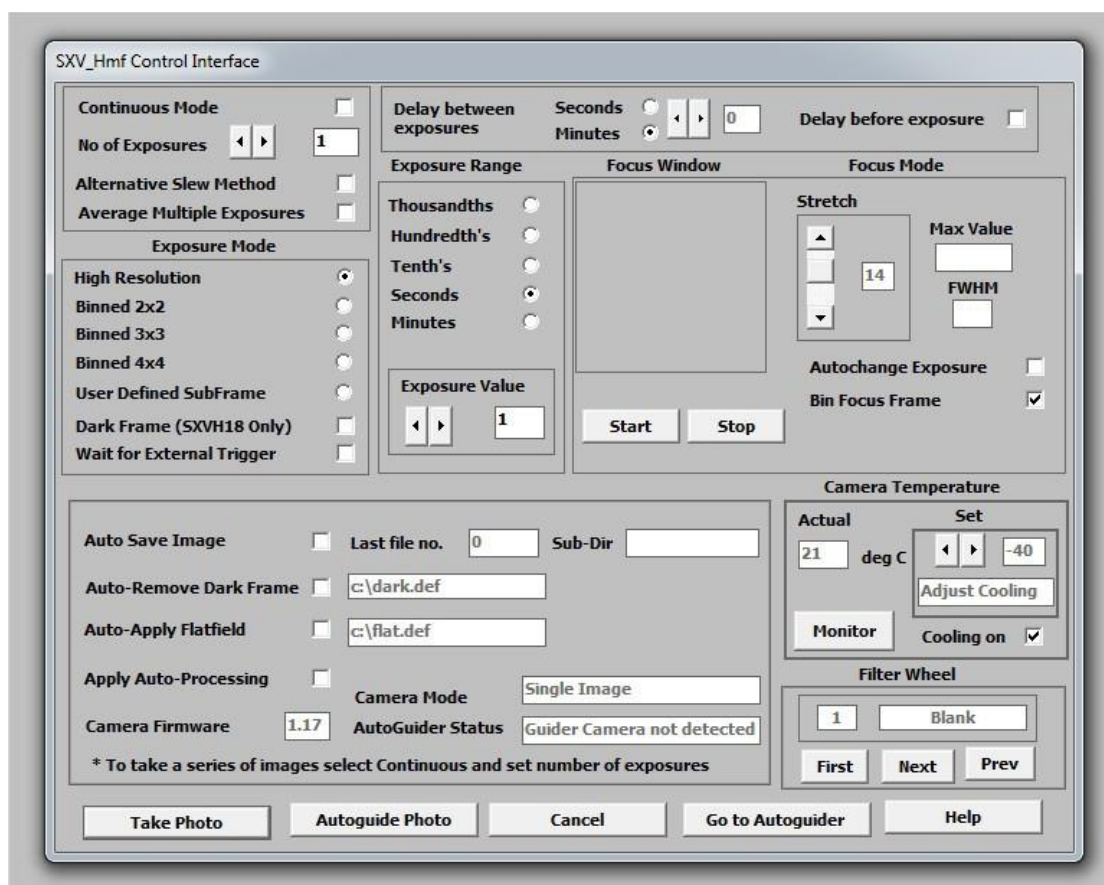 SXV_Hmf Control Interface
Continuous Mode
No of Exposures 1
Alternative Slew Method
Average Multiple Exposures
Delay between exposures
Seconds
Minutes
0
Delay before exposure
Exposure Mode
High Resolution
Binned 2x2
Binned 3x3
Binned 4x4
User Defined SubFrame
Dark Frame (SXVH18 Only)
Wait for External Trigger
Exposure Range
Thousandths
Hundredth's
Tenth's
Seconds
Minutes
Exposure Value
1
Focus Window
Start Stop
Focus Mode
Stretch
14
Max Value
FWHM
Autochange Exposure
Bin Focus Frame
Auto Save Image Last file no. 0 Sub-Dir
Auto-Remove Dark Frame c:\dark.def
Auto-Apply Flatfield c:\flat.def
Apply Auto-Processing
Camera Mode Single Image
Camera Firmware 1.17 AutoGuider Status Guider Camera not detected
* To take a series of images select Continuous and set number of exposures
Camera Temperature
Actual Set
21 deg C -40
Adjust Cooling
Monitor Cooling on
Filter Wheel
1 Blank
First Next Prev
Take Photo Autoguide Photo Cancel Go to Autoguider Help